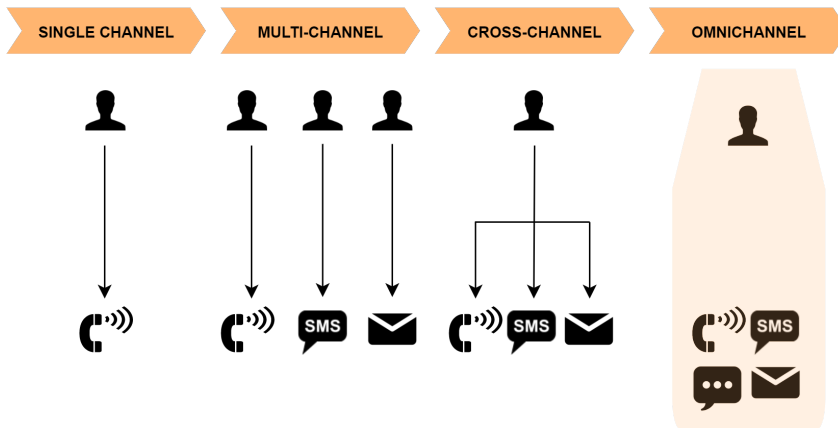 SINGLE CHANNEL
MULTI-CHANNEL
CROSS-CHANNEL
OMNICHANNEL
SMS
SMS
SMS